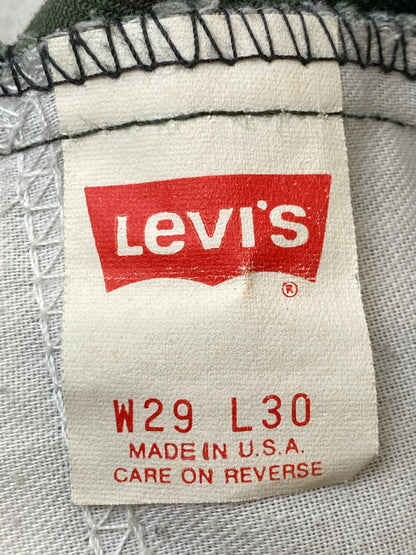 Levi's
®
W29 L30
MADE IN U.S.A.
CARE ON REVERSE